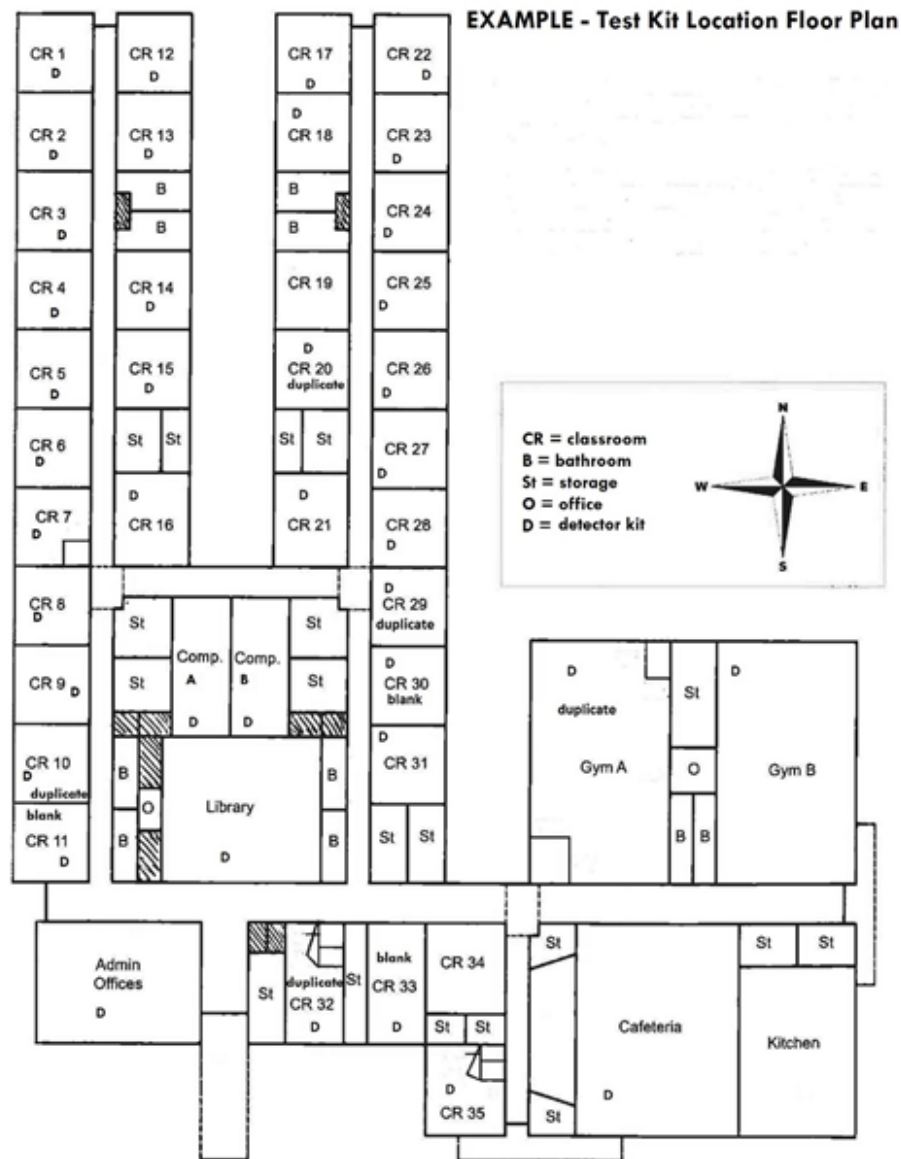 EXAMPLE - Test Kit Location Floor Plan
CR 1
D
CR 12
D
CR 17
D
CR 22
D
CR 2
D
CR 13
D
D
CR 18
CR 23
D
CR 3
D
B
B
B
B
CR 24
D
CR 4
D
CR 14
D
CR 19
CR 25
D
CR 5
D
CR 15
D
D
CR 20
duplicate
CR 26
D
CR 6
D
St
St
St
St
CR 27
D
CR 7
D
D
CR 16
D
CR 21
CR 28
D
CR = classroom
B = bathroom
St = storage
O = office
D = detector kit
N
W
E
S
CR 8
D
St
Comp.
A
D
Comp.
B
D
St
D
CR 29
duplicate
CR 9
D
St
St
D
CR 30
blank
D
duplicate
Gym A
St
O
B
B
D
Gym B
CR 10
D
duplicate
B
O
Library
D
B
D
CR 31
blank
CR 11
D
B
B
St
St
Admin
Offices
D
St
duplicate
CR 32
D
St
blank
CR 33
D
CR 34
St
St
D
CR 35
St
St
Cafeteria
D
St
St
Kitchen